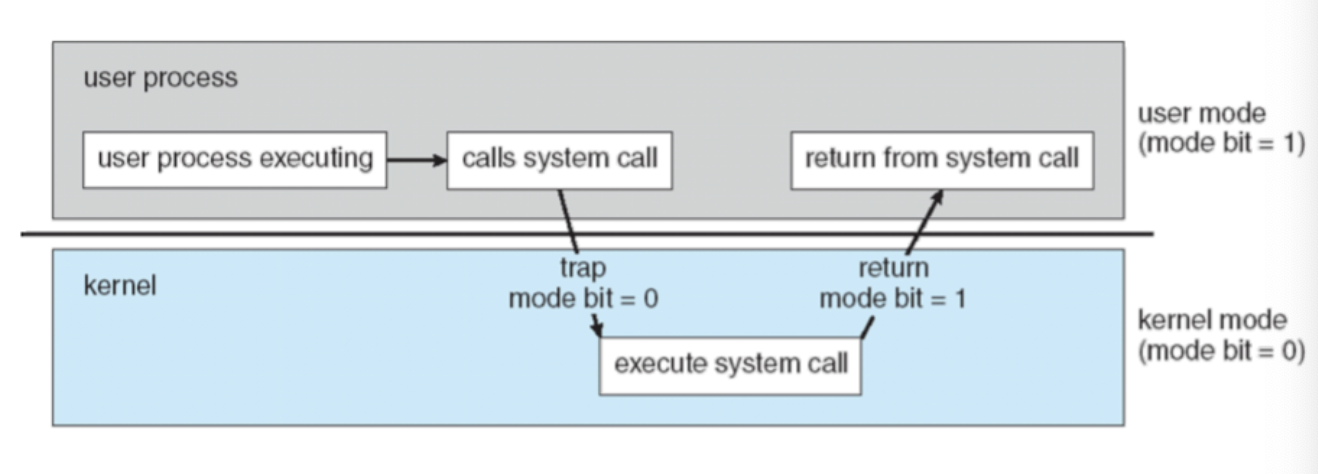 user process
user process executing
calls system call
return from system call
user mode
(mode bit = 1)
kernel
trap
mode bit = 0
return
mode bit = 1
execute system call
kernel mode
(mode bit = 0)